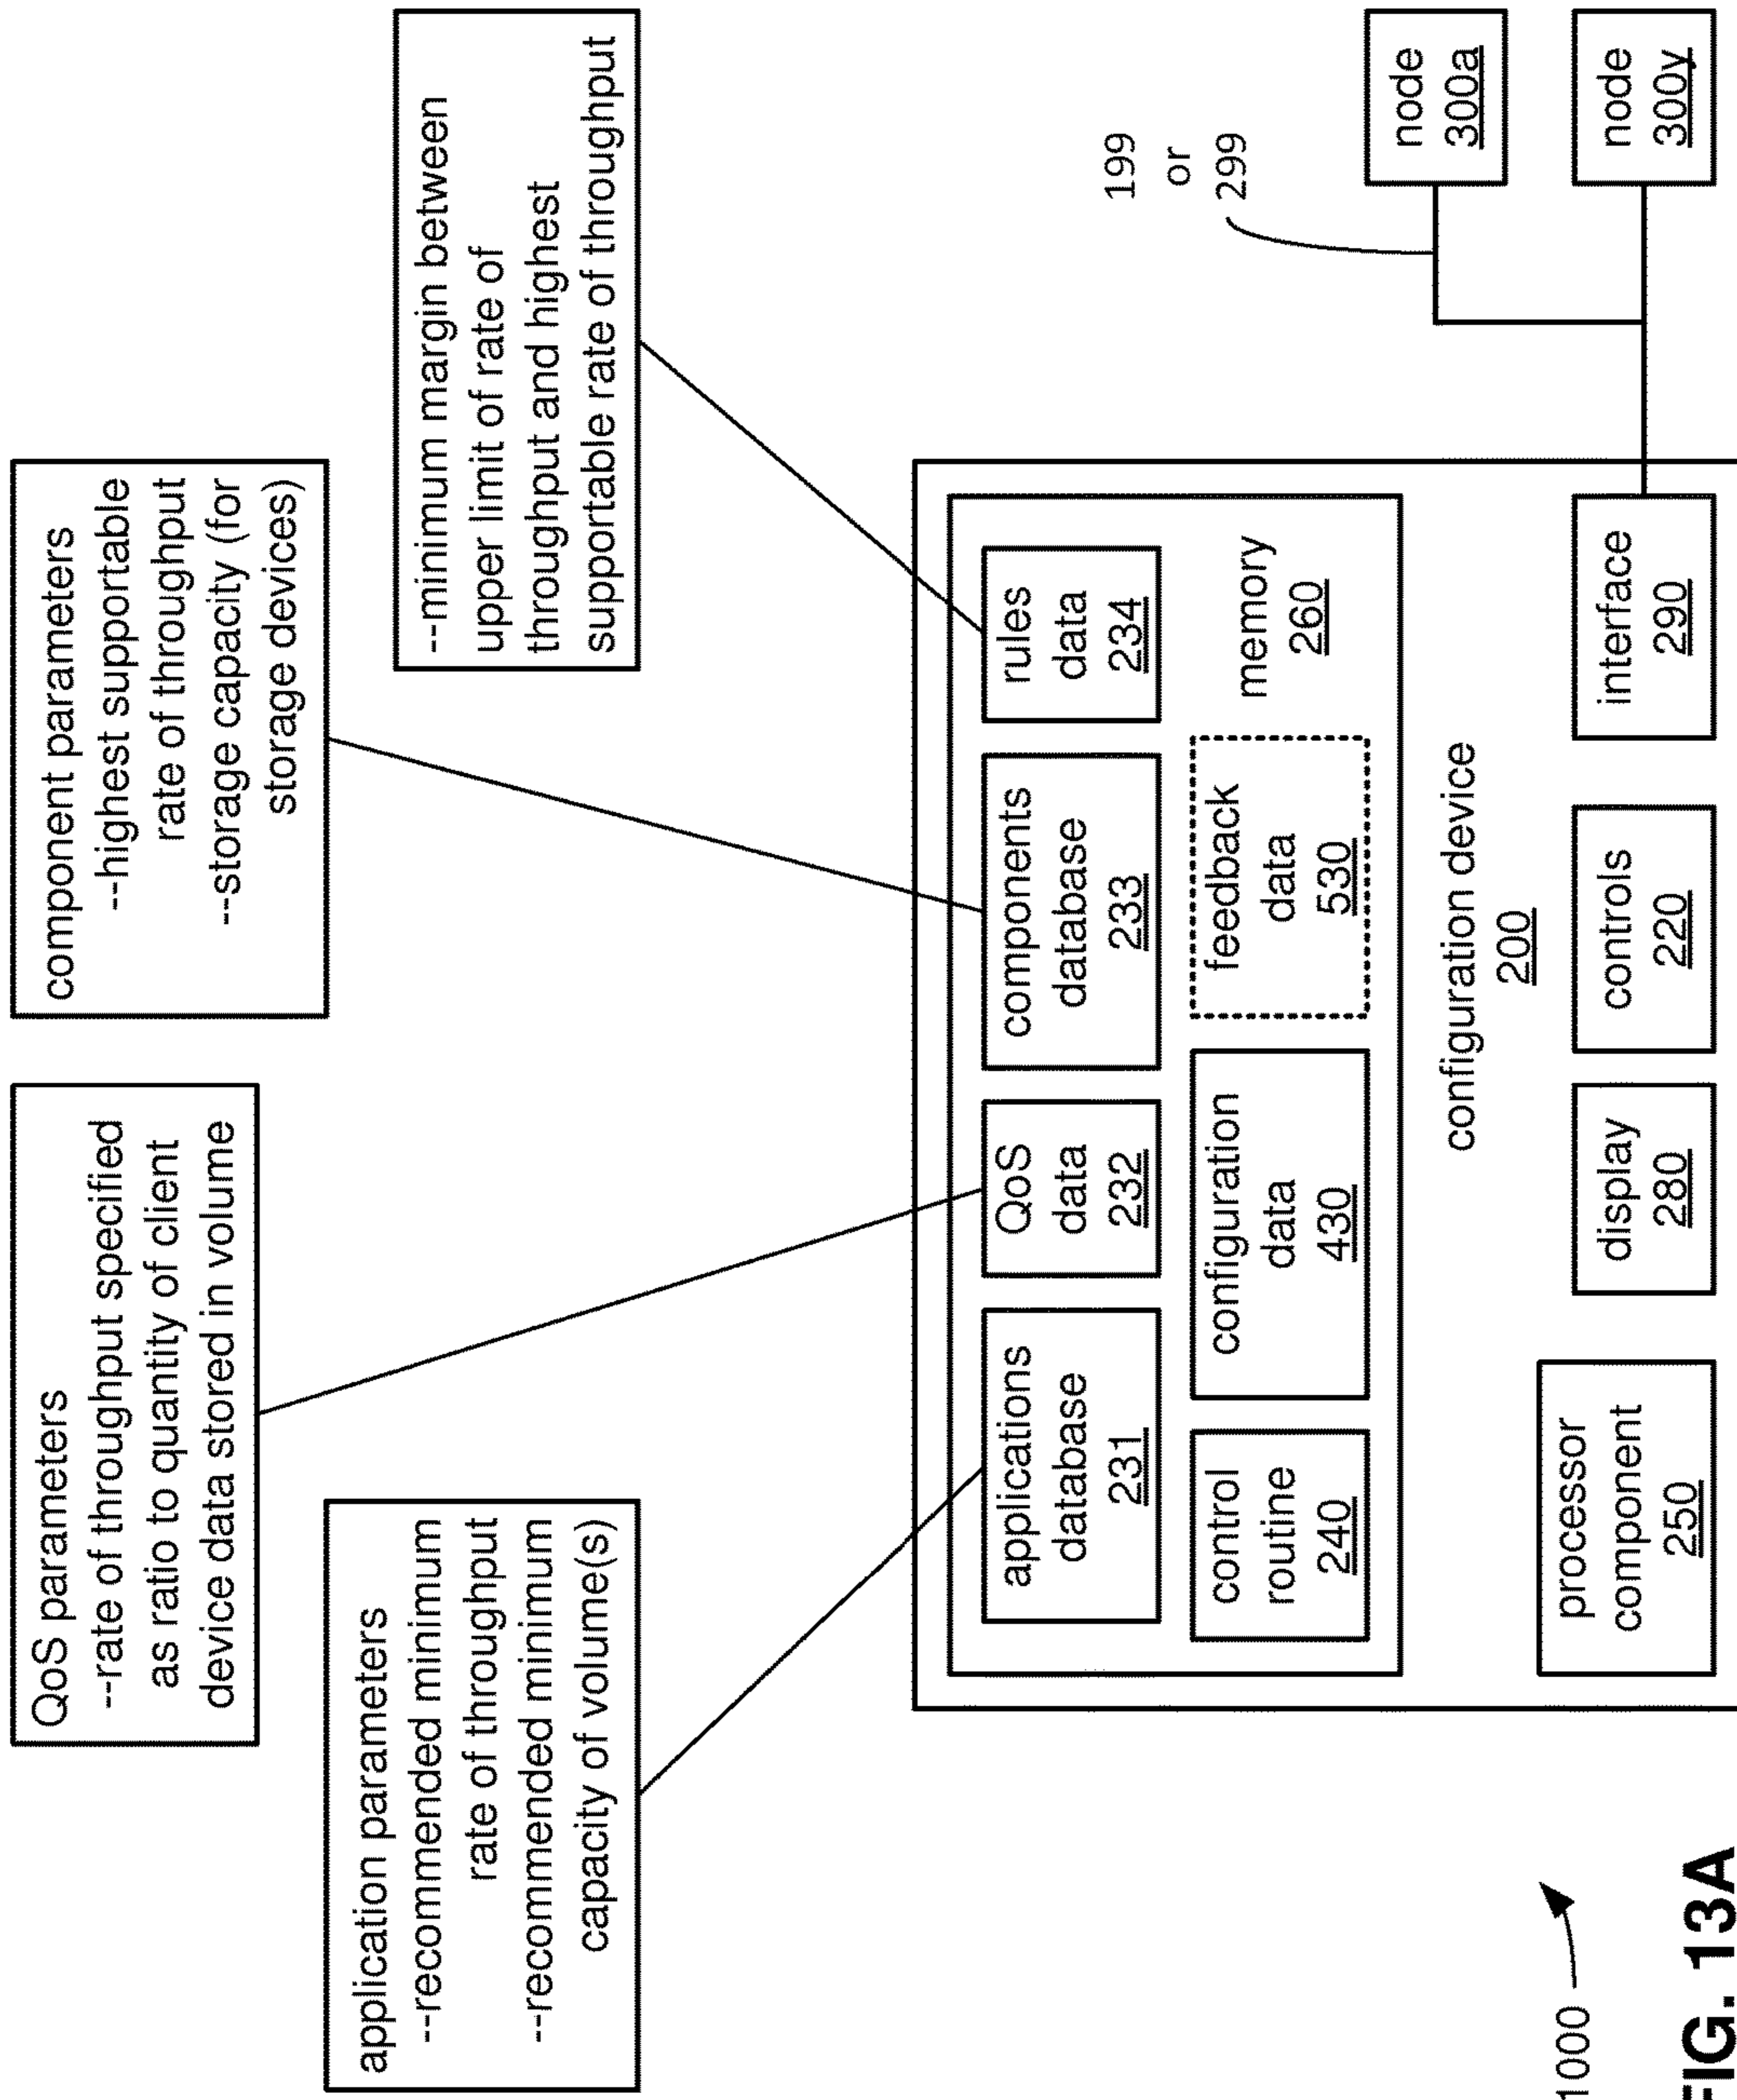 QoS parameters
--rate of throughput specified
as ratio to quantity of client
device data stored in volume
component parameters
--highest supportable
rate of throughput
--storage capacity (for
storage devices)
application parameters
--recommended minimum
rate of throughput
--recommended minimum
capacity of volume(s)
--minimum margin between
upper limit of rate of
throughput and highest
supportable rate of throughput
applications
database
231
QoS
data
232
components
database
233
rules
data
234
control
routine
240
configuration
data
430
feedback
data
530
memory
260
configuration device
200
processor
component
250
display
280
controls
220
interface
290
199
or
299
node
300a
node
300y
1000
FIG. 13A